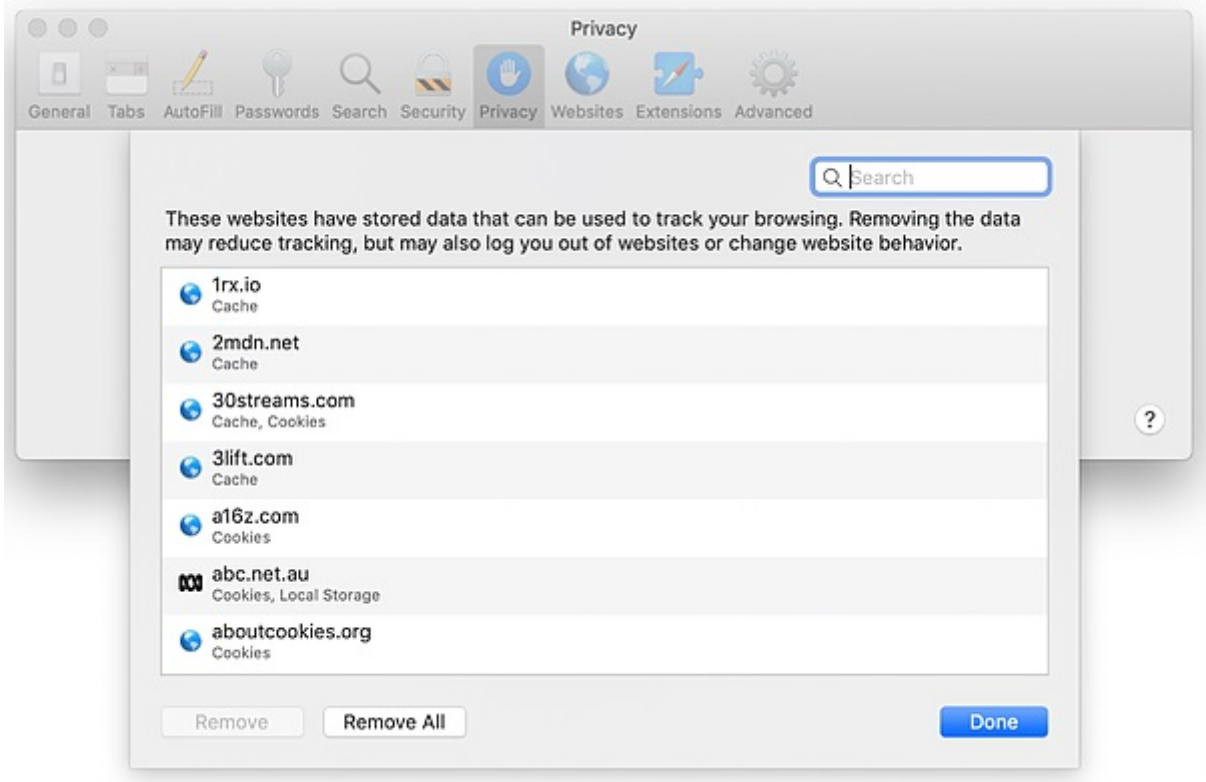 Privacy
General Tabs AutoFill Passwords Search Security Privacy Websites Extensions Advanced
Search
These websites have stored data that can be used to track your browsing. Removing the data
may reduce tracking, but may also log you out of websites or change website behavior.
1rx.io
Cache
2mdn.net
Cache
30streams.com
Cache, Cookies
3lift.com
Cache
a16z.com
Cookies
abc.net.au
Cookies, Local Storage
aboutcookies.org
Cookies
?
Remove Remove All Done